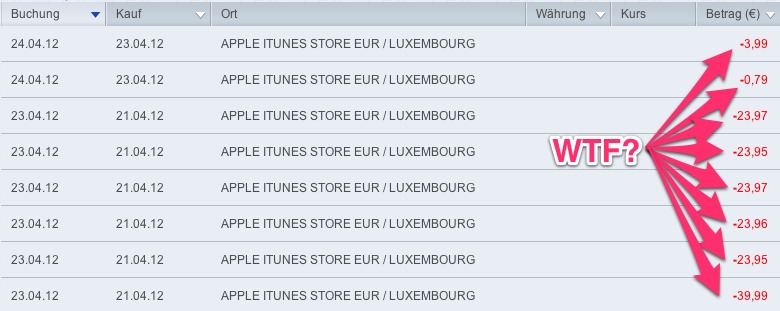 Buchung Kauf Ort Währung Kurs Betrag (€)
24.04.12 23.04.12 APPLE ITUNES STORE EUR / LUXEMBOURG -3,99
24.04.12 23.04.12 APPLE ITUNES STORE EUR / LUXEMBOURG -0,79
23.04.12 21.04.12 APPLE ITUNES STORE EUR / LUXEMBOURG -23,97
23.04.12 21.04.12 APPLE ITUNES STORE EUR / LUXEMBOURG -23,95
WTF?
23.04.12 21.04.12 APPLE ITUNES STORE EUR / LUXEMBOURG -23,97
23.04.12 21.04.12 APPLE ITUNES STORE EUR / LUXEMBOURG -23,96
23.04.12 21.04.12 APPLE ITUNES STORE EUR / LUXEMBOURG -23,95
23.04.12 21.04.12 APPLE ITUNES STORE EUR / LUXEMBOURG -39,99